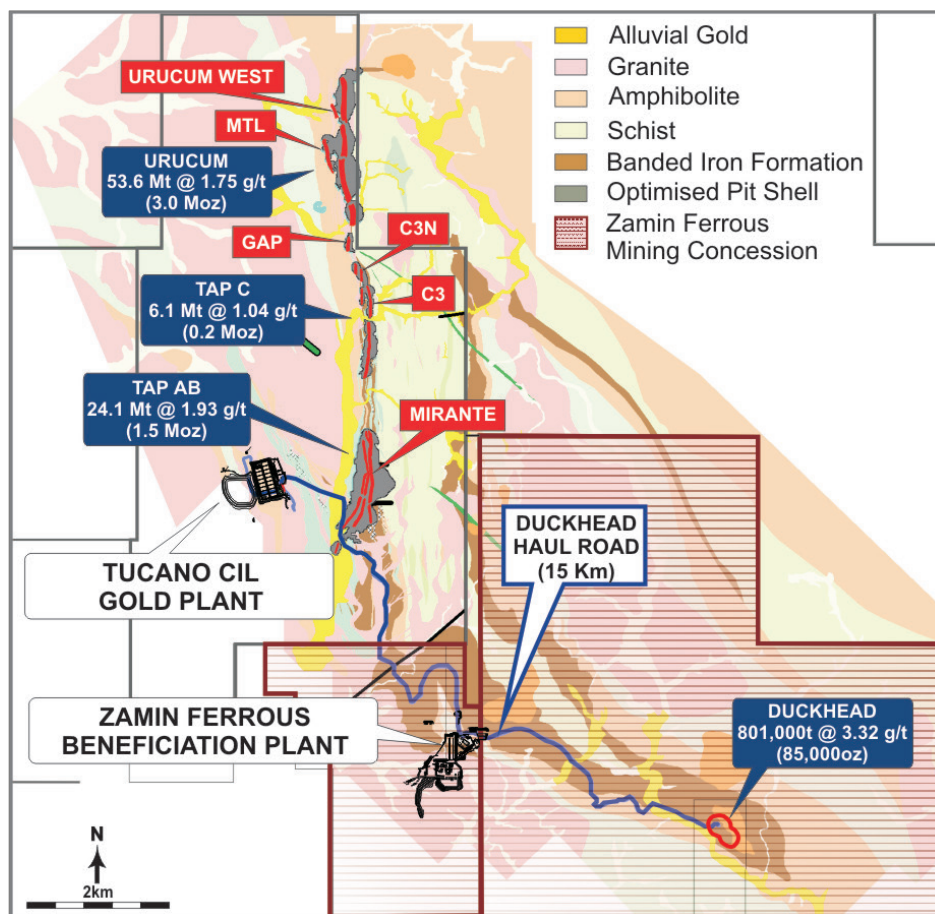 URUCUM WEST
MTL
URUCUM
53.6 Mt @ 1.75 g/t
(3.0 Moz)
GAP
C3N
TAP C
6.1 Mt @ 1.04 g/t
(0.2 Moz)
C3
TAP AB
24.1 Mt @ 1.93 g/t
(1.5 Moz)
MIRANTE
Alluvial Gold
Granite
Amphibolite
Schist
Banded Iron Formation
Optimised Pit Shell
Zamin Ferrous
Mining Concession
TUCANO CIL
GOLD PLANT
DUCKHEAD
HAUL ROAD
(15 Km)
ZAMIN FERROUS
BENEFICIATION PLANT
DUCKHEAD
801,000t @ 3.32 g/t
(85,000oz)
N
2km